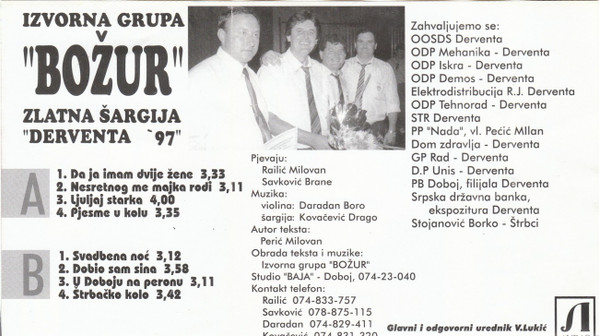 IZVORNA GRUPA
"BOŽUR"
ZLATNA ŠARGIJA
"DERVENTA `97"
A
1. Da ja imam dvije žene 3,33
2. Nesretnog me majka rodi 3,11
3. Ljuljaj starka 4,00
4. Pjesme u kolu 3,35
B
1. Svadbena noć 3,12
2. Dobio sam sina 3,58
3. U Doboju na peronu 3,11
4. Štrbačko kolo 3,42
Pjevaju:
Railić Milovan
Savković Brane
Muzika:
violina: Daradan Boro
šargija: Kovačević Drago
Autor teksta:
Perić Milovan
Obrada teksta i muzike:
Izvorna grupa "BOŽUR"
Studio "BAJA" - Doboj, 074-23-040
Kontakt telefon:
Railić 074-833-757
Savković 078-875-115
Daradan 074-829-411
Zahvaljujemo se:
OOSDS Derventa
ODP Mehanika - Derventa
ODP Iskra - Derventa
ODP Demos - Derventa
Elektrodistribucija R.J. Derventa
ODP Tehnorad - Derventa
STR Derventa
PP "Nada", vl. Pećić MIlan
Dom zdravlja - Derventa
GP Rad - Derventa
D.P Unis - Derventa
PB Doboj, filijala Derventa
Srpska državna banka,
ekspozitura Derventa
Stojanović Borko - Štrbci
Glavni i odgovorni urednik V.Lukić